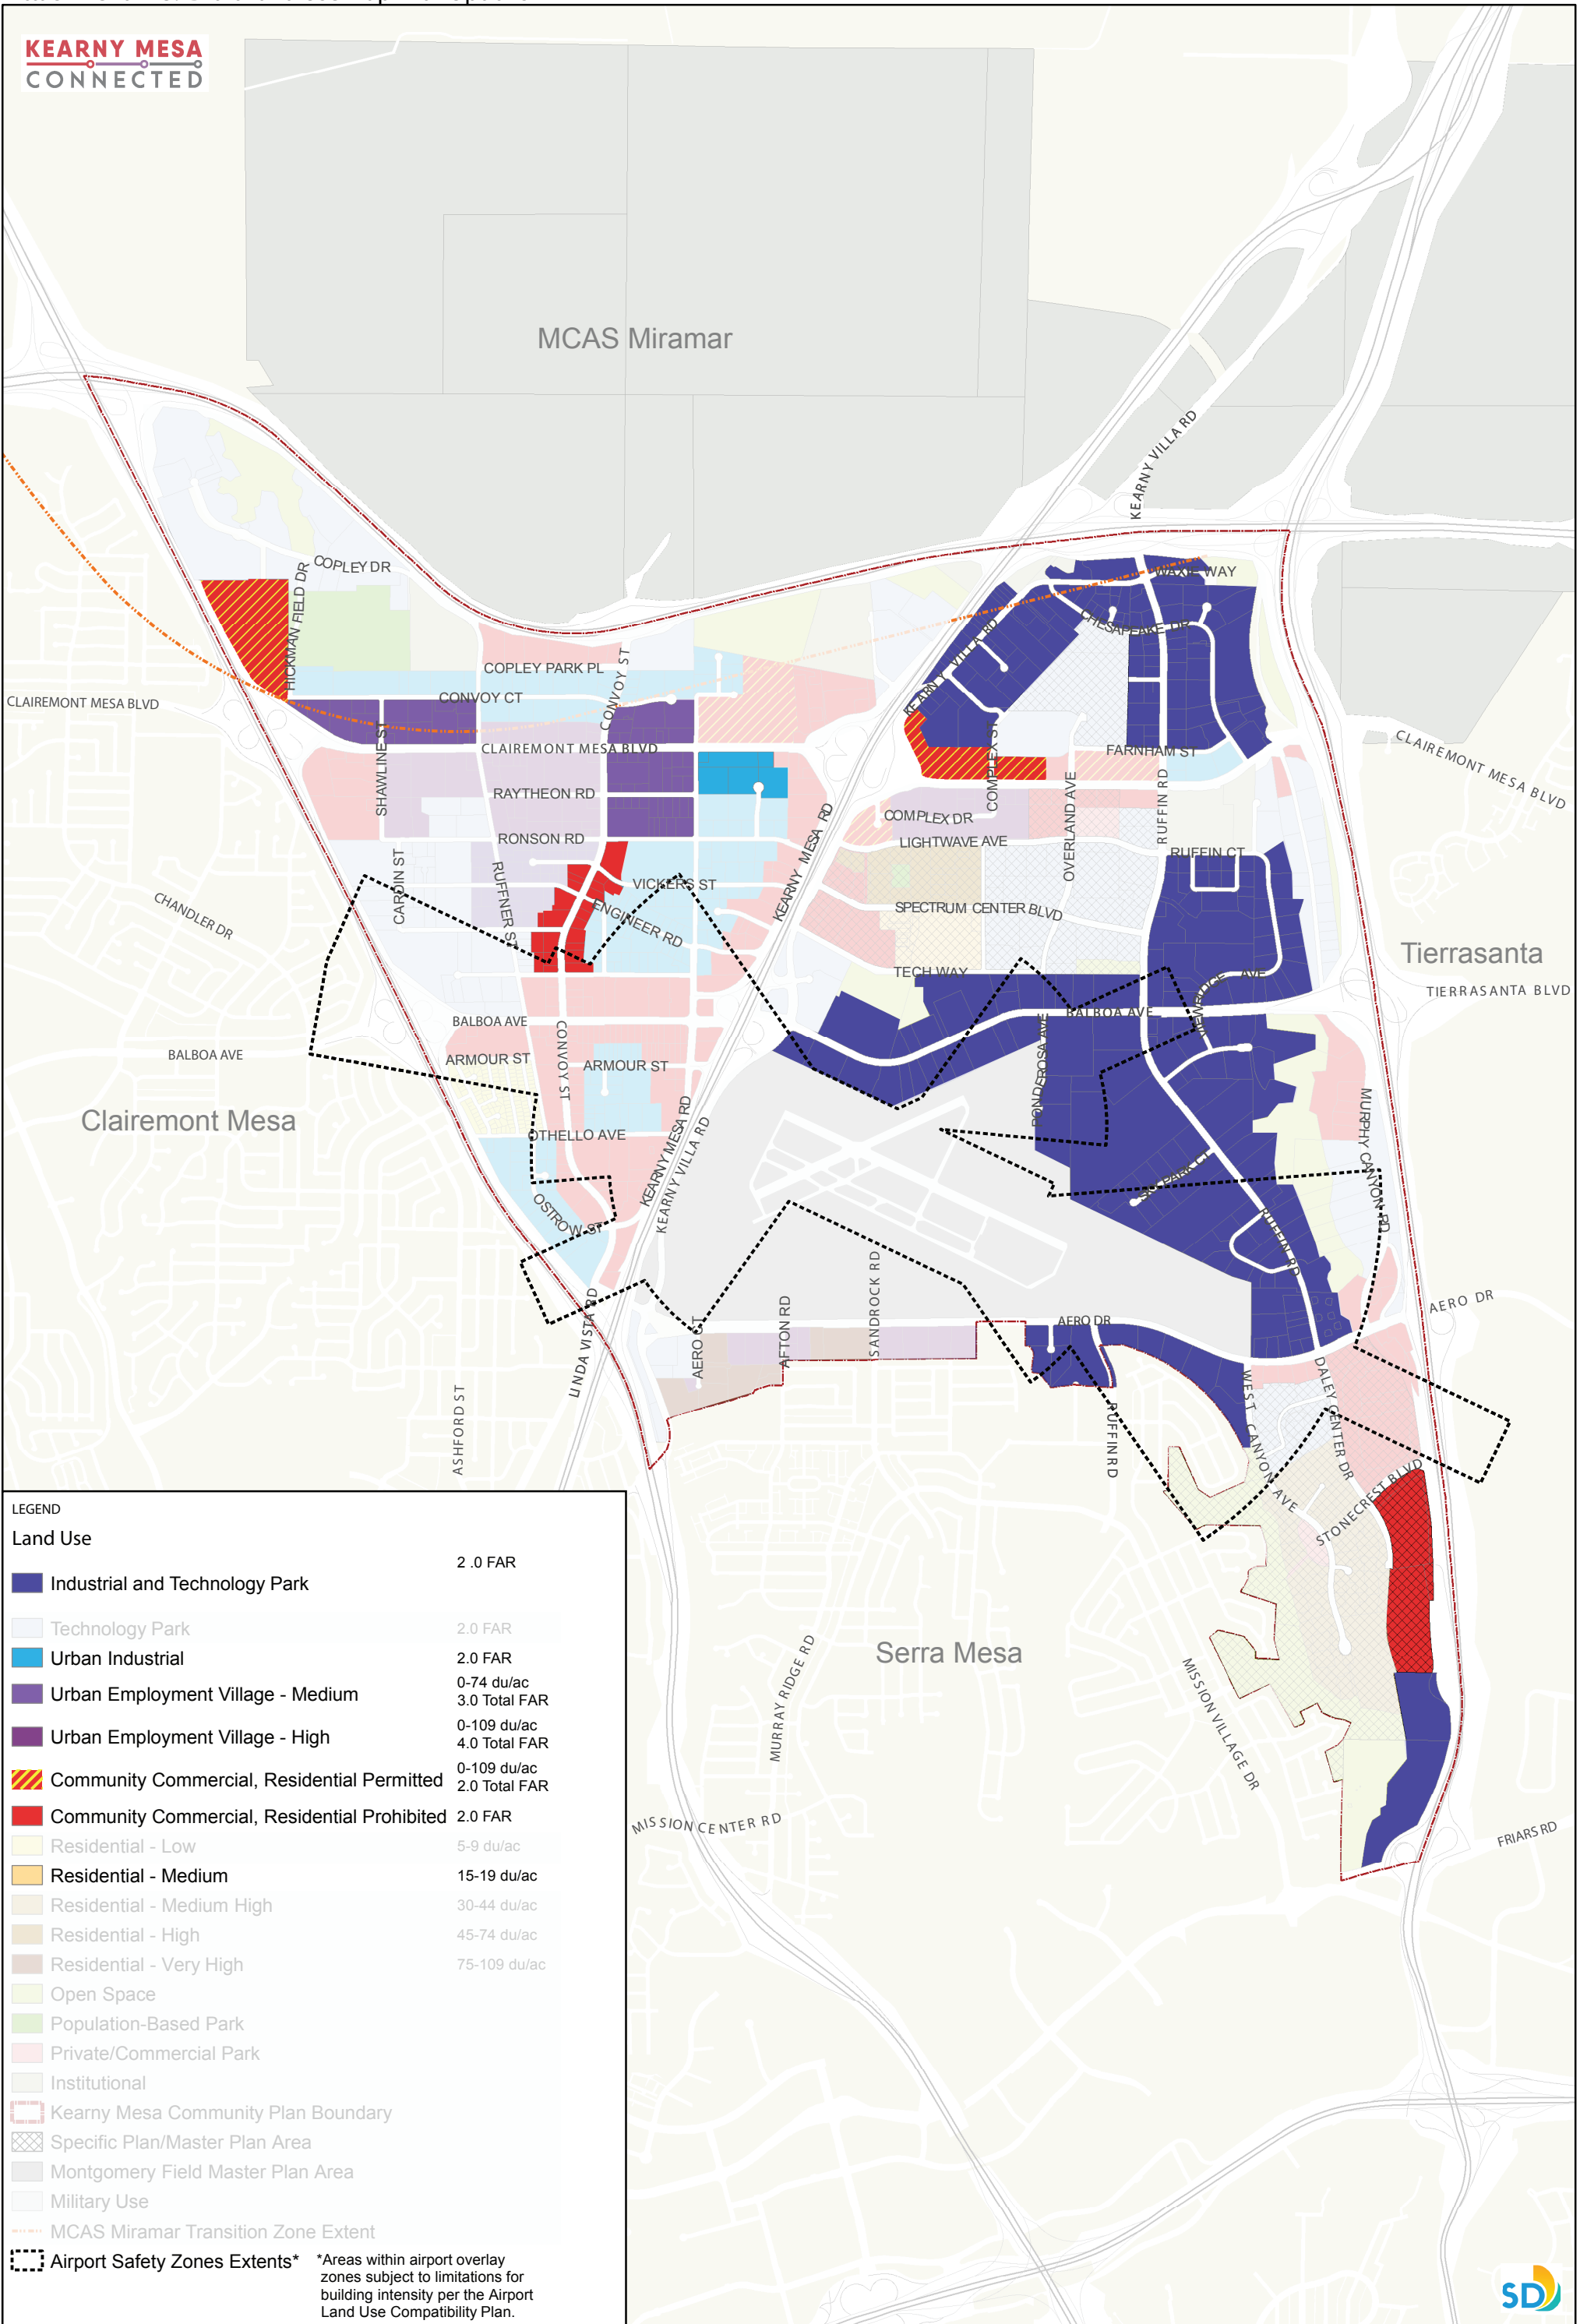 KEARNY MESA
CONNECTED
MCAS Miramar
KEARNY VILLA RD
COPLEY DR
HICKMAN FIELD DR
WAXIE WAY
CHESAPEAKE DR
KEARNY VILLA RD
COPLEY PARK PL
CONVOY ST
CONVOY CT
CLAIREMONT MESA BLVD
CLAIREMONT MESA BLVD
SHAWLINE ST
COMPLEX ST
FARNHAM ST
CLAIREMONT MESA BLVD
RAYTHEON RD
OVERLAND AVE
RUFFIN RD
COMPLEX DR
RONSON RD
KEARNY MESA RD
LIGHTWAVE AVE
RUFFIN CT
CARDIN ST
RUFFNER ST
VICKERS ST
CHANDLER DR
ENGINEER RD
SPECTRUM CENTER BLVD
Tierrasanta
TECH WAY
AVE
TIERRASANTA BLVD
BALBOA AVE
BALBOA AVE
BALBOA AVE
CONVOY ST
ARMOUR ST
ARMOUR ST
PONDEROSA AVE
MURPHY CANYON RD
Clairemont Mesa
OTHELLO AVE
KEARNY MESA RD
KEARNY VILLA RD
SKY PARK CT
OSTROW ST
RUFFIN RD
SANDROCK RD
AERO DR
LINDA VISTA RD
AERO CT
AFTON RD
AERO DR
ASHFORD ST
RUFFIN RD
WEST CANYON AVE
DALEY CENTER DR
STONECREST BLVD
Serra Mesa
MURRAY RIDGE RD
MISSION VILLAGE DR
MISSION CENTER RD
FRIARS RD
LEGEND
Land Use
2 .0 FAR
Industrial and Technology Park
Technology Park 2.0 FAR
Urban Industrial 2.0 FAR
Urban Employment Village - Medium 0-74 du/ac
3.0 Total FAR
Urban Employment Village - High 0-109 du/ac
4.0 Total FAR
Community Commercial, Residential Permitted 0-109 du/ac
2.0 Total FAR
Community Commercial, Residential Prohibited 2.0 FAR
Residential - Low 5-9 du/ac
Residential - Medium 15-19 du/ac
Residential - Medium High 30-44 du/ac
Residential - High 45-74 du/ac
Residential - Very High 75-109 du/ac
Open Space
Population-Based Park
Private/Commercial Park
Institutional
Kearny Mesa Community Plan Boundary
Specific Plan/Master Plan Area
Montgomery Field Master Plan Area
Military Use
MCAS Miramar Transition Zone Extent
Airport Safety Zones Extents*
*Areas within airport overlay
zones subject to limitations for
building intensity per the Airport
Land Use Compatibility Plan.
SD